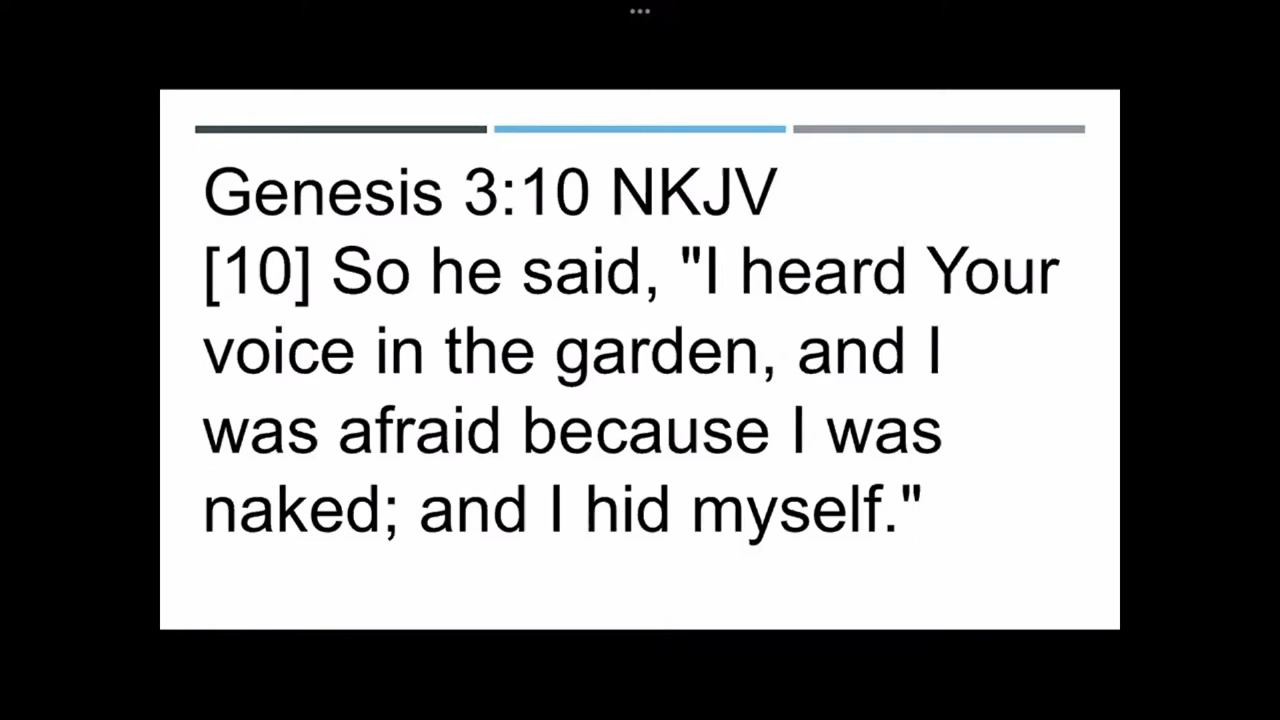 Genesis 3:10 NKJV
[10] So he said, "I heard Your
voice in the garden, and I
was afraid because I was
naked; and I hid myself."